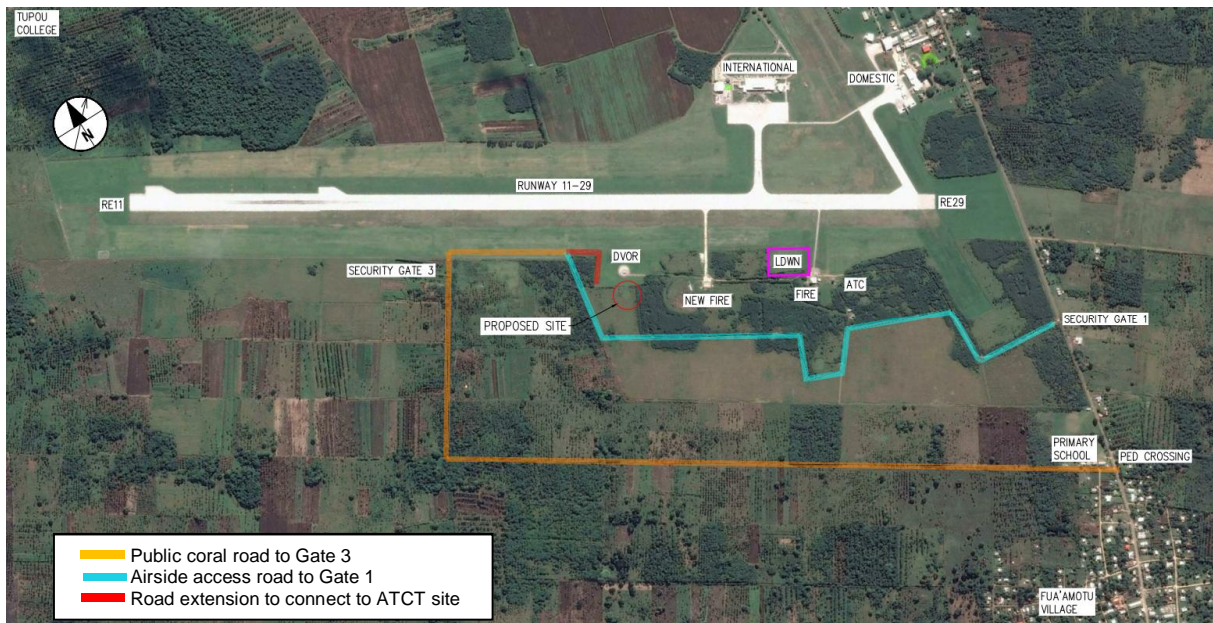 TUPOU
COLLEGE
INTERNATIONAL
DOMESTIC
N
RUNWAY 11-29
RE11
RE29
SECURITY GATE 3
DVOR
LDWN
NEW FIRE
FIRE
ATC
PROPOSED SITE
SECURITY GATE 1
PRIMARY
SCHOOL
PED CROSSING
Public coral road to Gate 3
Airside access road to Gate 1
Road extension to connect to ATCT site
FUA'AMOTU
VILLAGE